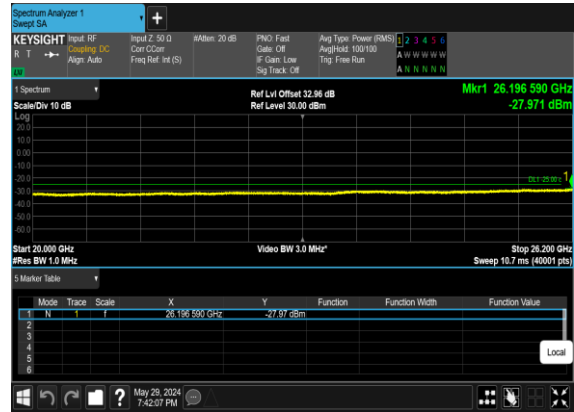 Spectrum Analyzer 1
Swept SA
+
KEYSIGHT Input: RF Input Z: 50 Ω #Atten: 20 dB PNO: Fast Avg Type: Power (RMS) 1 2 3 4 5 6
R T Coupling: DC Corr CCorr Gate: Off Avg|Hold: 100/100 A W W W W W
Align: Auto Freq Ref: Int (S) IF Gain: Low Trig: Free Run
LXI Sig Track: Off A N N N N N
1 Spectrum Ref Lvl Offset 32.96 dB Mkr1 26.196 590 GHz
Scale/Div 10 dB Ref Level 30.00 dBm -27.971 dBm
Log
20.0
10.0
0.00
-10.0
-20.0 DL1 -25.00 1
-30.0
-40.0
-50.0
-60.0
Start 20.000 GHz Video BW 3.0 MHz* Stop 26.200 GHz
#Res BW 1.0 MHz Sweep 10.7 ms (40001 pts)
5 Marker Table
Mode Trace Scale X Y Function Function Width Function Value
1 N 1 f 26.196 590 GHz -27.97 dBm
2
3
4
5
6
Local
? May 29, 2024
7:42:07 PM